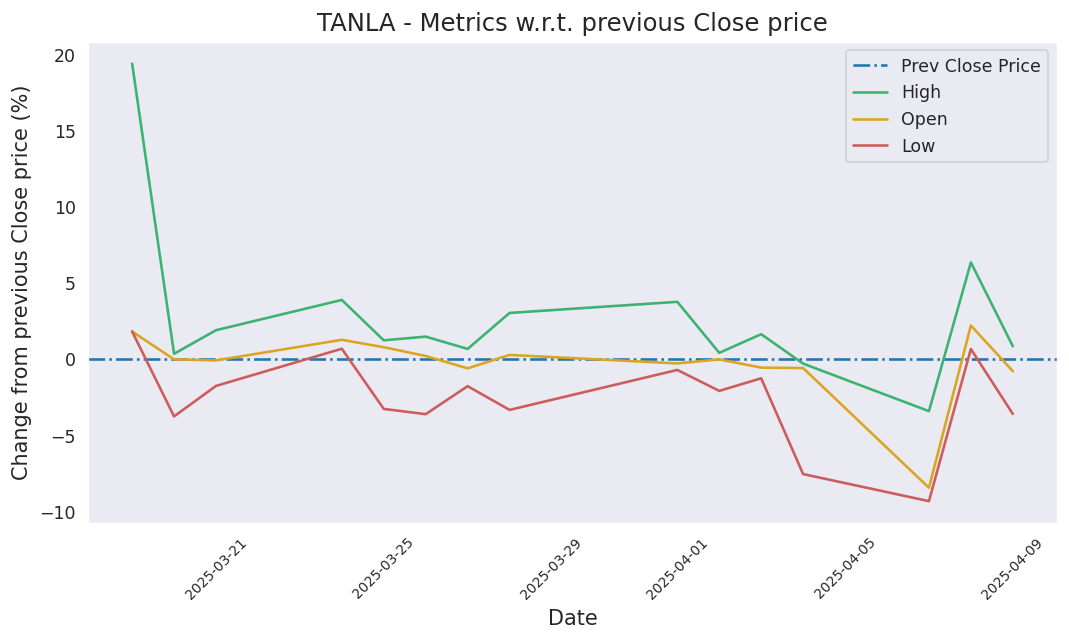 TANLA - Metrics w.r.t. previous Close price
Change from previous Close price (%)
20
15
10
5
0
−5
−10
Prev Close Price
High
Open
Low
2025-03-21
2025-03-25
2025-03-29
2025-04-01
2025-04-05
2025-04-09
Date